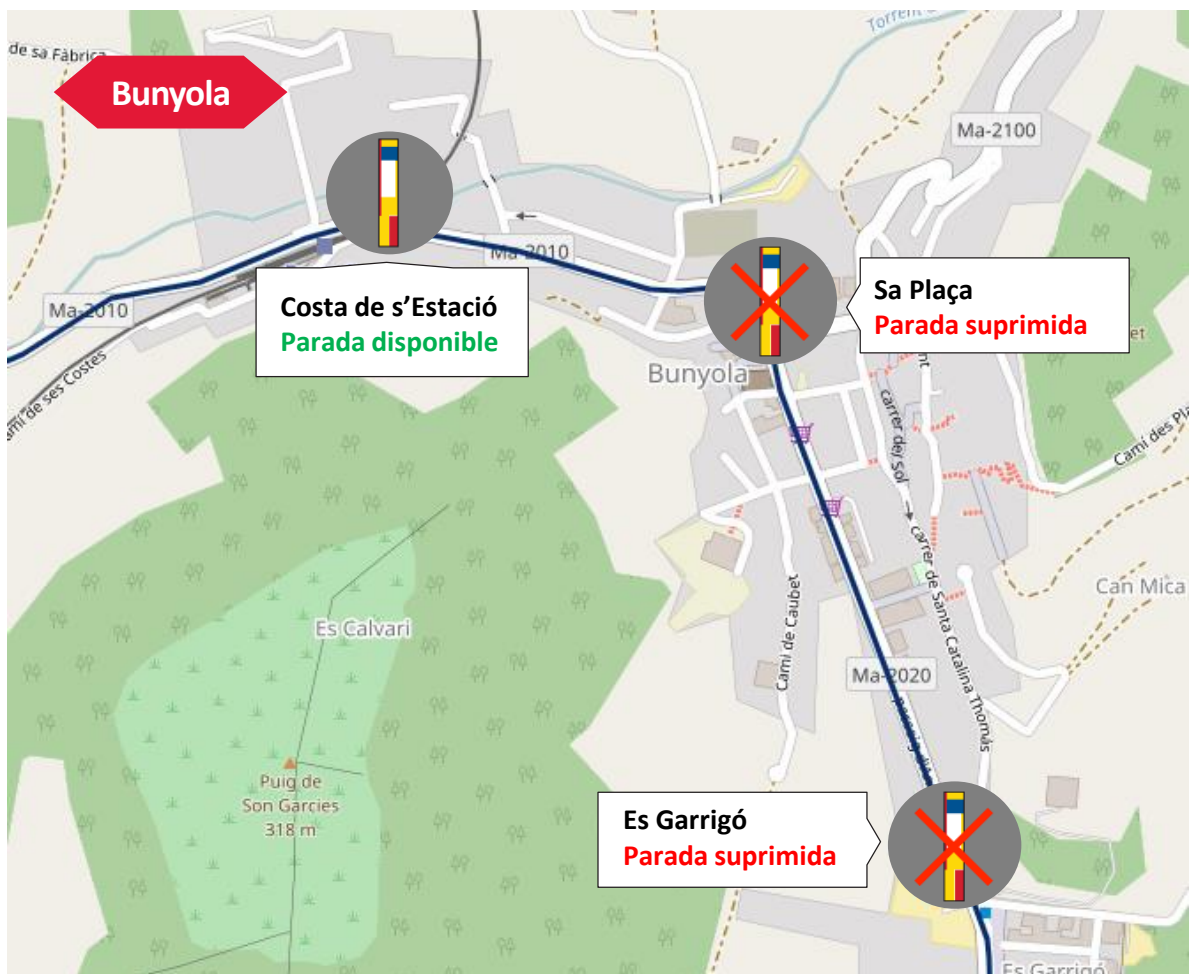 de sa Fàbrica
Bunyola
Torrent
Ma-2100
Ma-2010
Ma-2010
Costa de s'Estació
Parada disponible
Sa Plaça
Parada suprimida
Camí de ses Costes
Bunyola
carrer del Sol
Camí des
carrer de Santa Catalina Thomás
Can Mica
Es Calvari
Camí de Caubet
Ma-2020
passeig
Puig de
Son Garcies
318 m
Es Garrigó
Parada suprimida
Es Garrigó